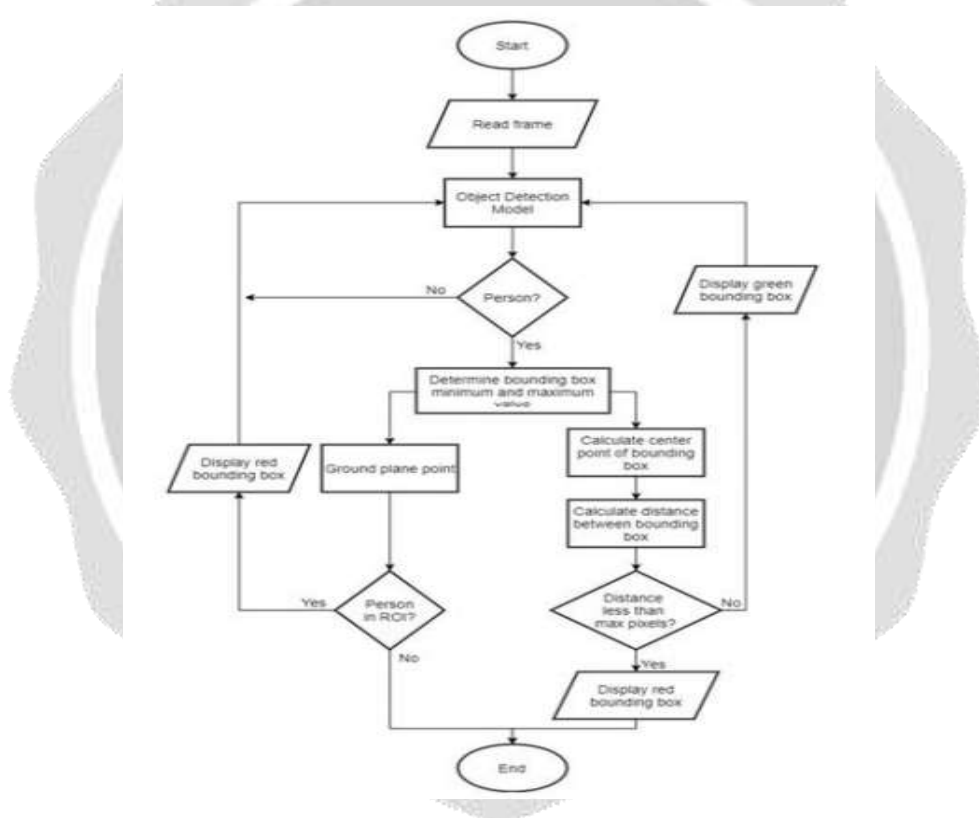 Start
Read frame
Object Detection
Model
Person?
No
Yes
Display green
bounding box
Determine bounding box
minimum and maximum
value
Display red
bounding box
Ground plane point
Calculate center
point of bounding
box
Calculate distance
between bounding
box
Person
in ROI?
Yes
No
Distance
less than
max pixels?
No
Yes
Display red
bounding box
End